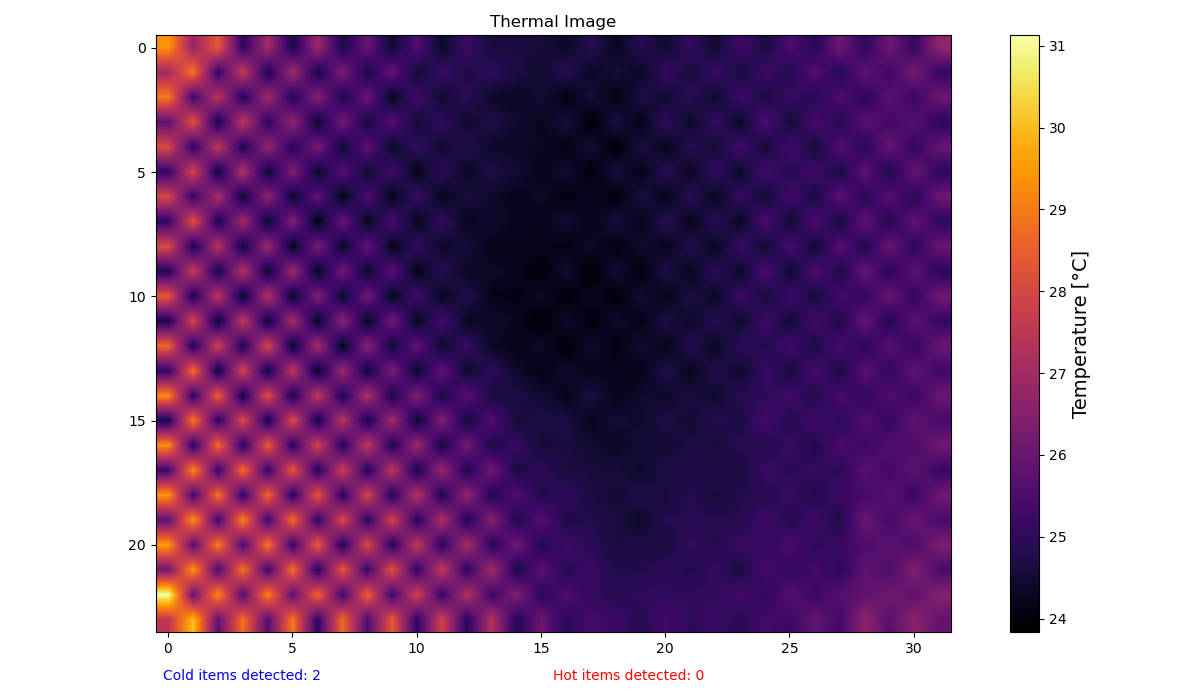 Thermal Image
0
5
10
15
20
0 5 10 15 20 25 30
31
30
29
28
27
26
25
24
Temperature [°C]
Cold items detected: 2
Hot items detected: 0